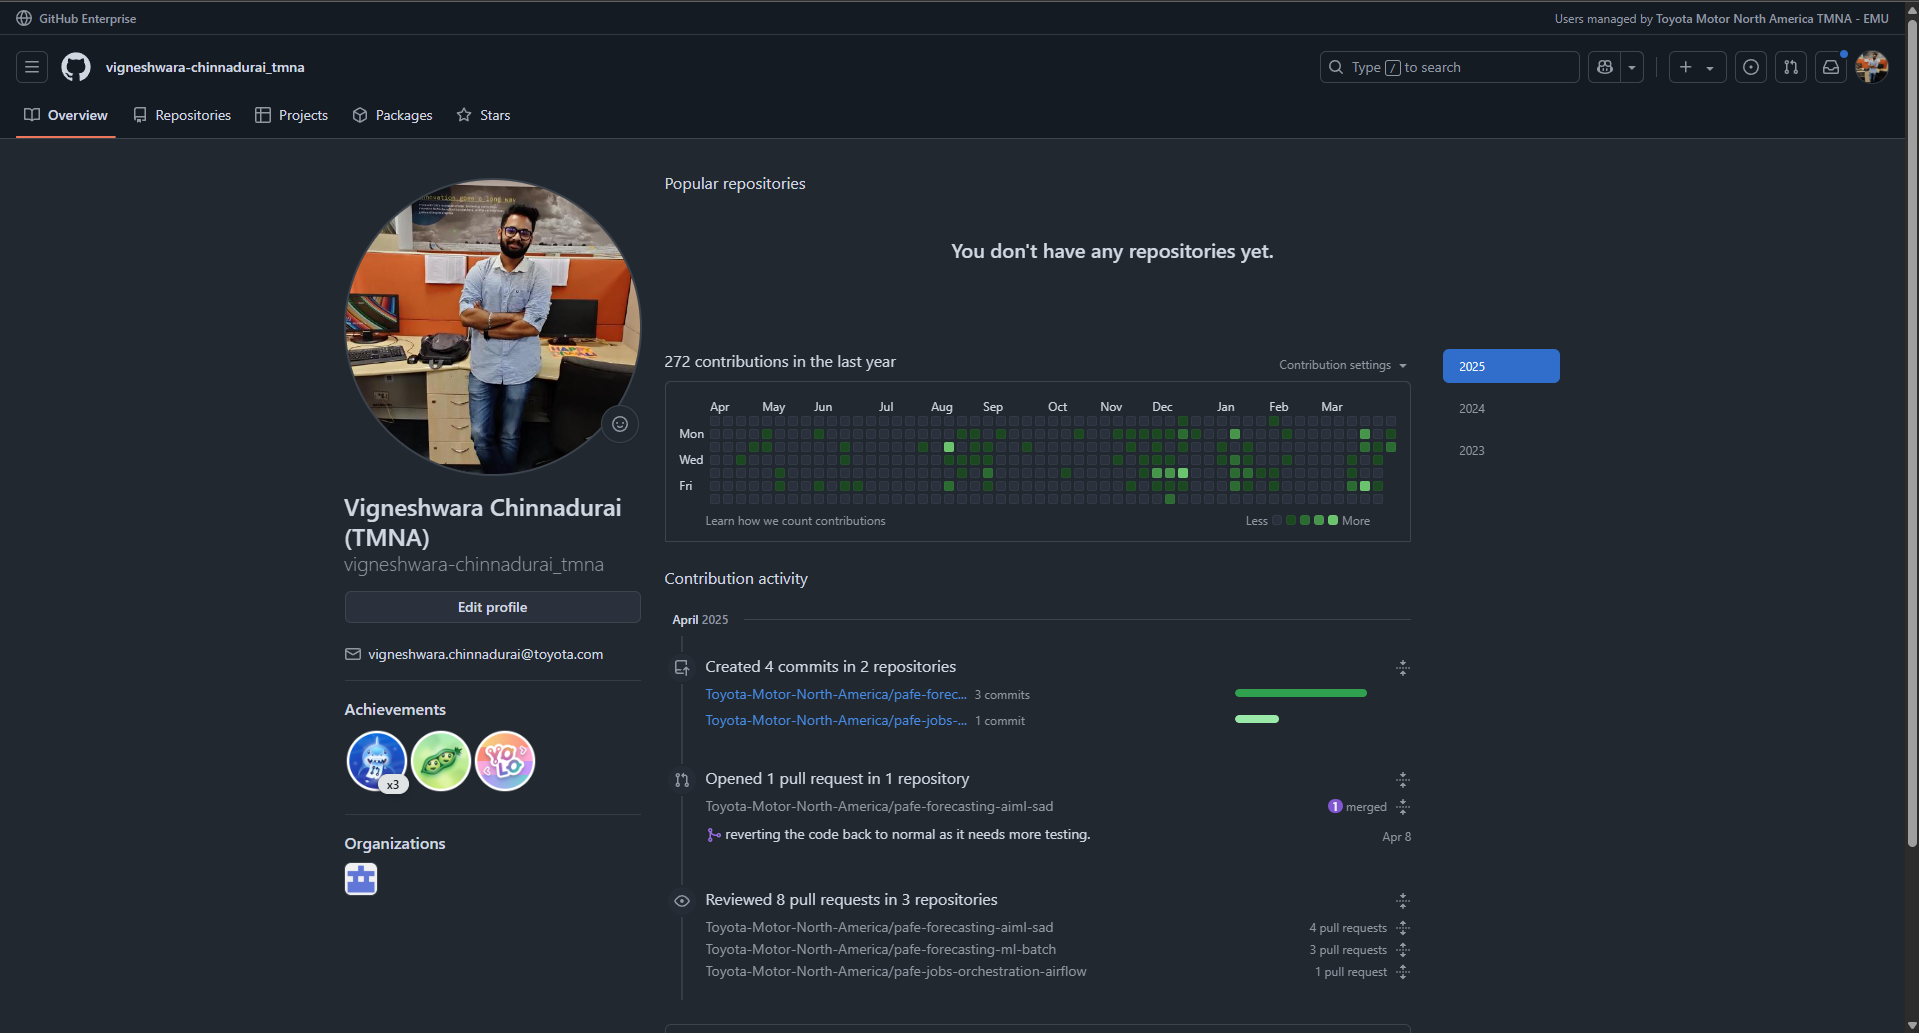 GitHub Enterprise
Users managed by Toyota Motor North America TMNA - EMU
vigneshwara-chinnadurai_tmna
Type / to search
Overview
Repositories
Projects
Packages
Stars
Popular repositories
You don't have any repositories yet.
Vigneshwara Chinnadurai
(TMNA)
vigneshwara-chinnadurai_tmna
Edit profile
vigneshwara.chinnadurai@toyota.com
Achievements
x3
YOLO
Organizations
272 contributions in the last year
Contribution settings
2025
2024
2023
Apr May Jun Jul Aug Sep Oct Nov Dec Jan Feb Mar
Mon
Wed
Fri
Learn how we count contributions
Less
More
Contribution activity
April 2025
Created 4 commits in 2 repositories
Toyota-Motor-North-America/pafe-forec... 3 commits
Toyota-Motor-North-America/pafe-jobs-... 1 commit
Opened 1 pull request in 1 repository
Toyota-Motor-North-America/pafe-forecasting-aiml-sad
1 merged
reverting the code back to normal as it needs more testing.
Apr 8
Reviewed 8 pull requests in 3 repositories
Toyota-Motor-North-America/pafe-forecasting-aiml-sad
4 pull requests
Toyota-Motor-North-America/pafe-forecasting-ml-batch
3 pull requests
Toyota-Motor-North-America/pafe-jobs-orchestration-airflow
1 pull request